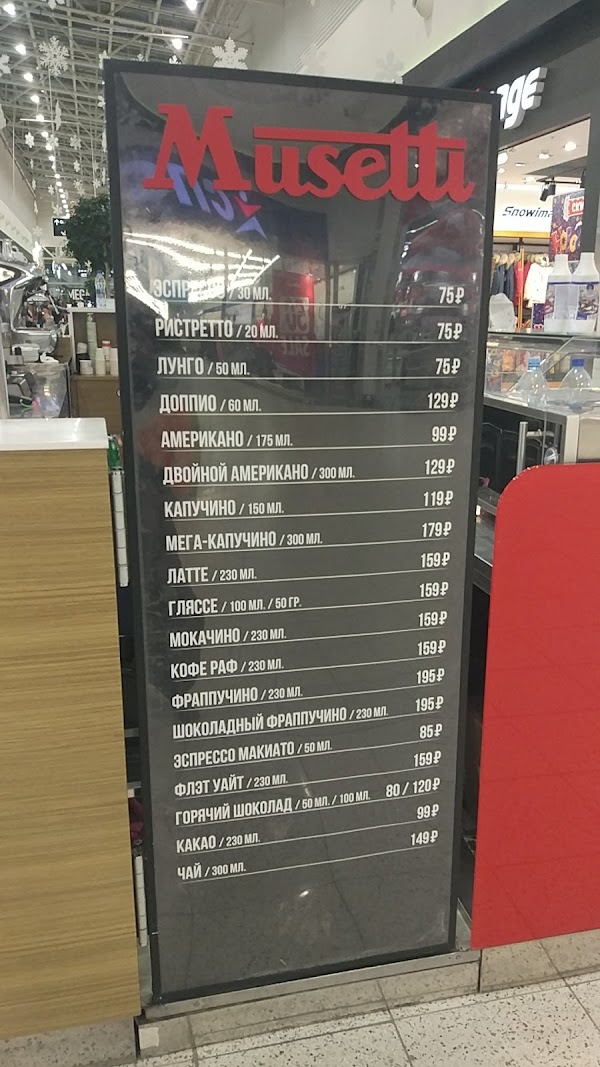 Musetti
ЭСПРЕССО / 30 МЛ. 75₽
РИСТРЕТТО / 20 МЛ. 75₽
ЛУНГО / 50 МЛ. 75₽
ДОППИО / 60 МЛ. 129₽
АМЕРИКАНО / 175 МЛ. 99₽
ДВОЙНОЙ АМЕРИКАНО / 300 МЛ. 129₽
КАПУЧИНО / 150 МЛ. 119₽
МЕГА-КАПУЧИНО / 300 МЛ. 179₽
ЛАТТЕ / 230 МЛ. 159₽
ГЛЯССЕ / 100 МЛ. / 50 ГР. 159₽
МОКАЧИНО / 230 МЛ. 159₽
КОФЕ РАФ / 230 МЛ. 159₽
ФРАППУЧИНО / 230 МЛ. 195₽
ШОКОЛАДНЫЙ ФРАППУЧИНО / 230 МЛ. 195₽
ЭСПРЕССО МАКИАТО / 50 МЛ. 85₽
ФЛЭТ УАЙТ / 230 МЛ. 159₽
ГОРЯЧИЙ ШОКОЛАД / 50 МЛ. / 100 МЛ. 80 / 120₽
КАКАО / 230 МЛ. 99₽
ЧАЙ / 300 МЛ. 149₽
nge
Snowima